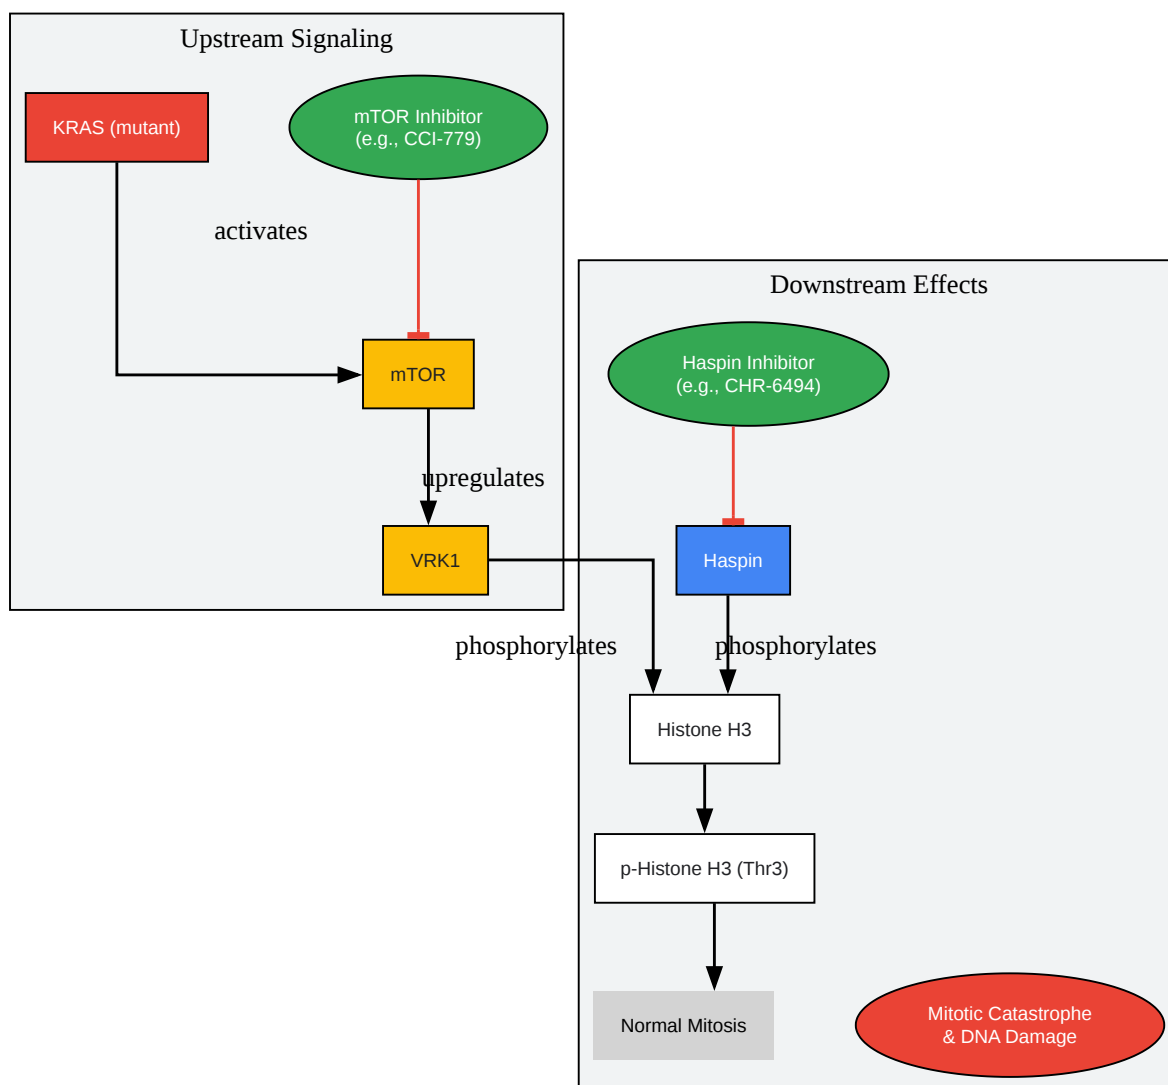 Upstream Signaling
KRAS (mutant)
mTOR Inhibitor
(e.g., CCI-779)
activates
mTOR
upregulates
VRK1
Downstream Effects
Haspin Inhibitor
(e.g., CHR-6494)
Haspin
phosphorylates
phosphorylates
Histone H3
p-Histone H3 (Thr3)
Normal Mitosis
Mitotic Catastrophe
& DNA Damage